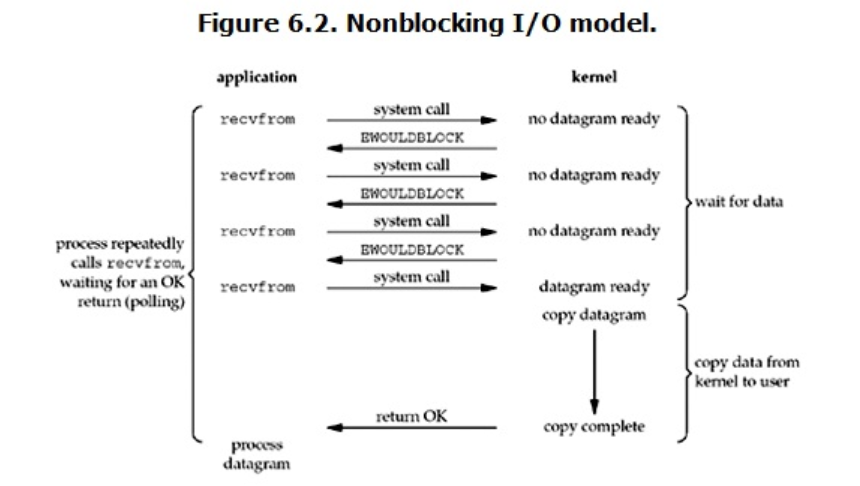 Figure 6.2. Nonblocking I/O model.
application
kernel
recvfrom
system call
no datagram ready
EWOULDBLOCK
recvfrom
system call
no datagram ready
EWOULDBLOCK
recvfrom
system call
no datagram ready
EWOULDBLOCK
recvfrom
system call
datagram ready
wait for data
process repeatedly
calls recvfrom,
waiting for an OK
return (polling)
copy datagram
copy data from
kernel to user
return OK
copy complete
process
datagram